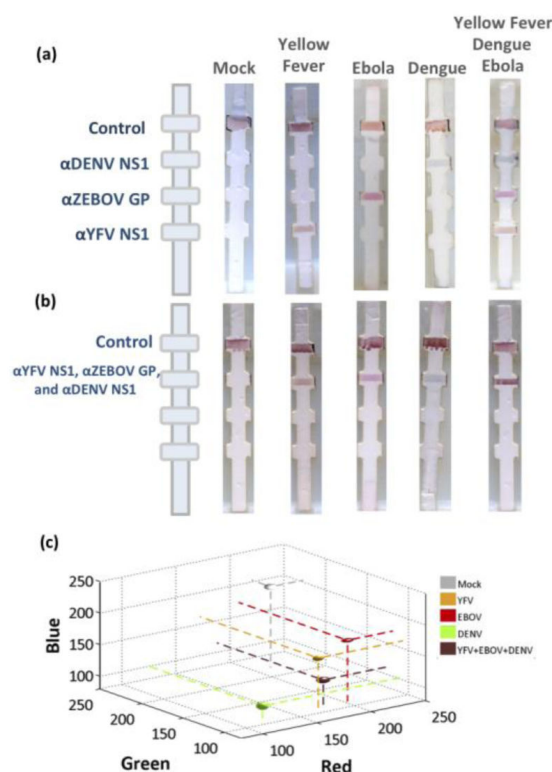 (a)
Mock
Yellow
Fever
Ebola
Dengue
Yellow Fever
Dengue
Ebola
Control
αDENV NS1
αZEBOV GP
αYFV NS1
(b)
Control
αYFV NS1, αZEBOV GP,
and αDENV NS1
(c)
Blue
250
200
150
100
250
200
150
100
Green
100
150
200
250
Red
Mock
YFV
EBOV
DENV
YFV+EBOV+DENV